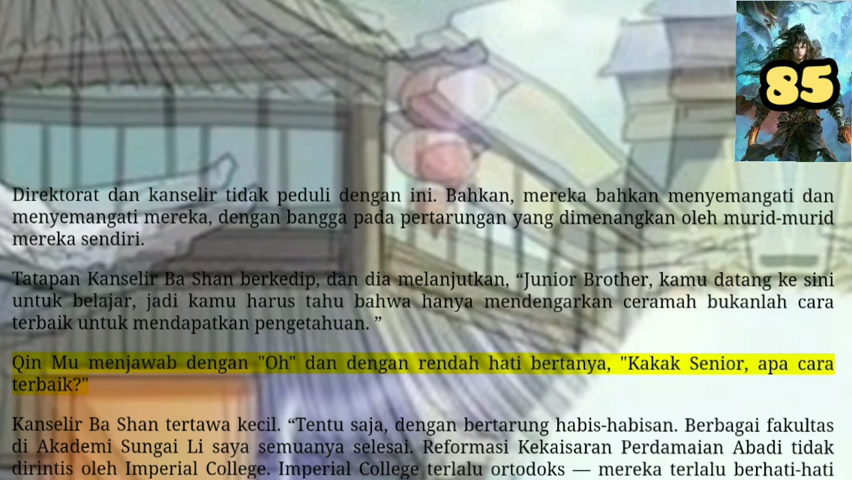 85
Direktorat dan kanselir tidak peduli dengan ini. Bahkan, mereka bahkan menyemangati dan
menyemangati mereka, dengan bangga pada pertarungan yang dimenangkan oleh murid-murid
mereka sendiri.
Tatapan Kanselir Ba Shan berkedip, dan dia melanjutkan, “Junior Brother, kamu datang ke sini
untuk belajar, jadi kamu harus tahu bahwa hanya mendengarkan ceramah bukanlah cara
terbaik untuk mendapatkan pengetahuan. ”
Qin Mu menjawab dengan "Oh" dan dengan rendah hati bertanya, "Kakak Senior, apa cara
terbaik?"
Kanselir Ba Shan tertawa kecil. “Tentu saja, dengan bertarung habis-habisan. Berbagai fakultas
di Akademi Sungai Li saya semuanya selesai. Reformasi Kekaisaran Perdamaian Abadi tidak
dirintis oleh Imperial College. Imperial College terlalu ortodoks — mereka terlalu berhati-hati